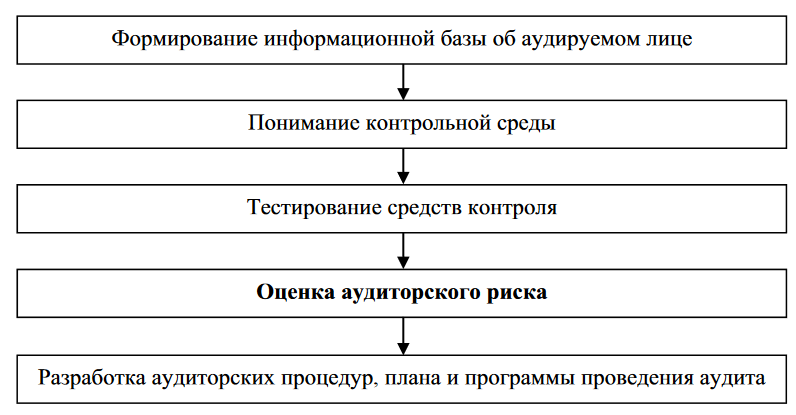 Формирование информационной базы об аудируемом лице
Понимание контрольной среды
Тестирование средств контроля
Оценка аудиторского риска
Разработка аудиторских процедур, плана и программы проведения аудита